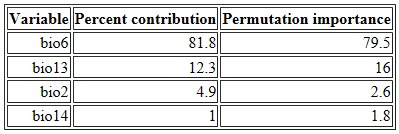 Variable Percent contribution Permutation importance
bio6 81.8 79.5
bio13 12.3 16
bio2 4.9 2.6
bio14 1 1.8